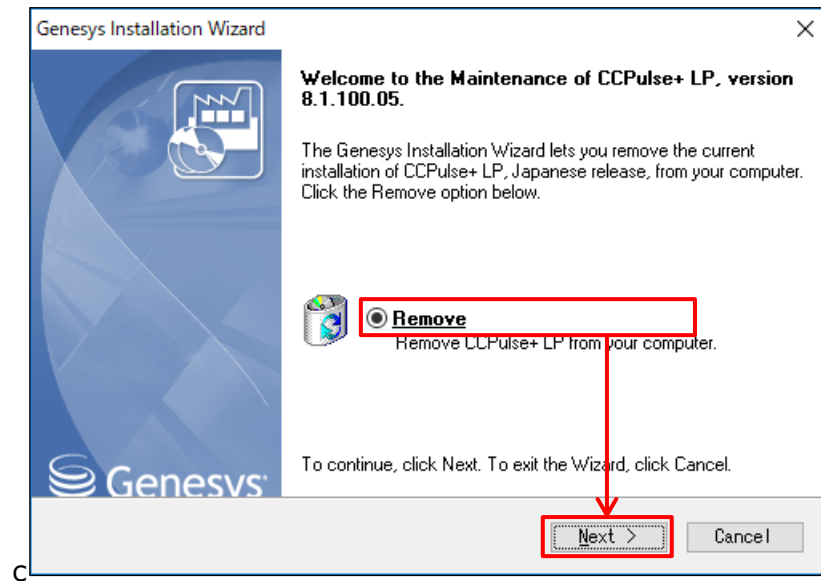 Genesys Installation Wizard
Welcome to the Maintenance of CCPulse+ LP, version
8.1.100.05.
The Genesys Installation Wizard lets you remove the current
installation of CCPulse+ LP, Japanese release, from your computer.
Click the Remove option below.
Remove
Remove CCPulse+ LP from your computer.
To continue, click Next. To exit the Wizard, click Cancel.
Genesys
Next >
Cancel
C